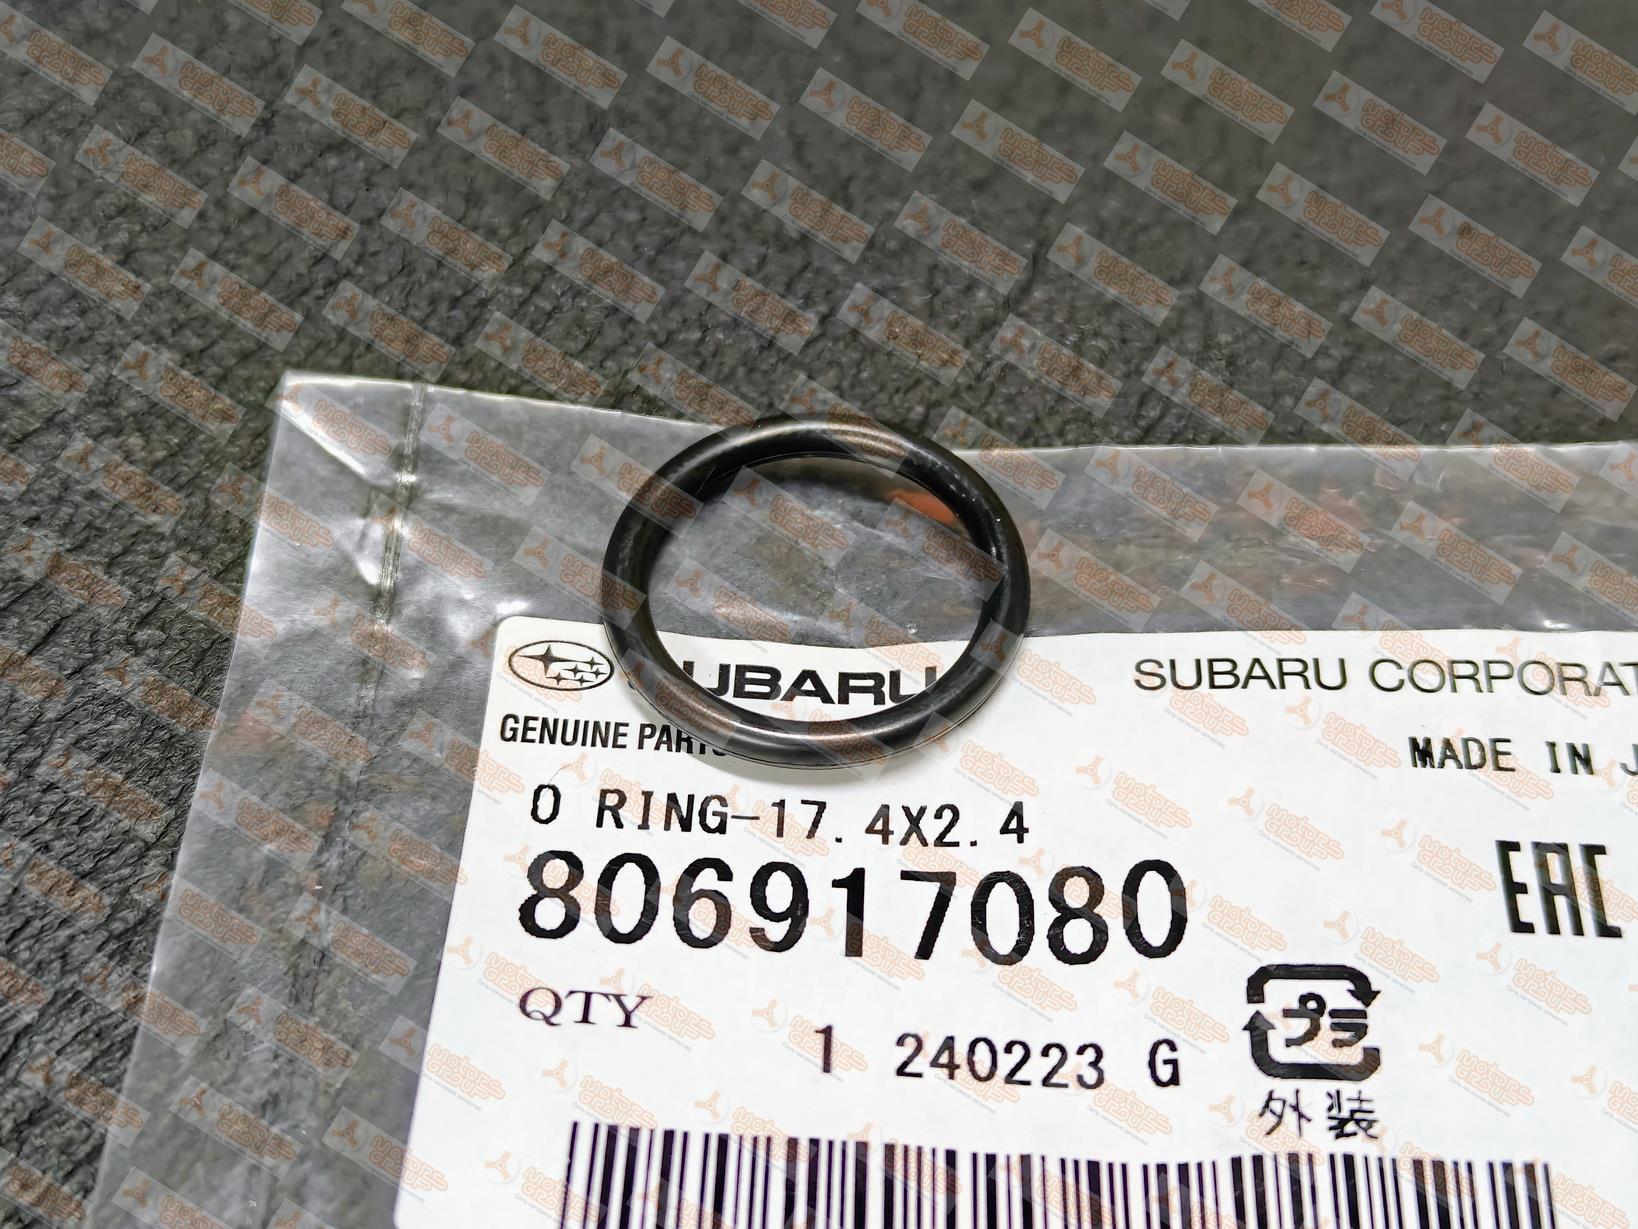 SUBARU
SUBARU CORPORAT
GENUINE PARTS
MADE IN J
O RING-17.4X2.4
806917080
EAC
QTY
1 240223 G
プラ
外装